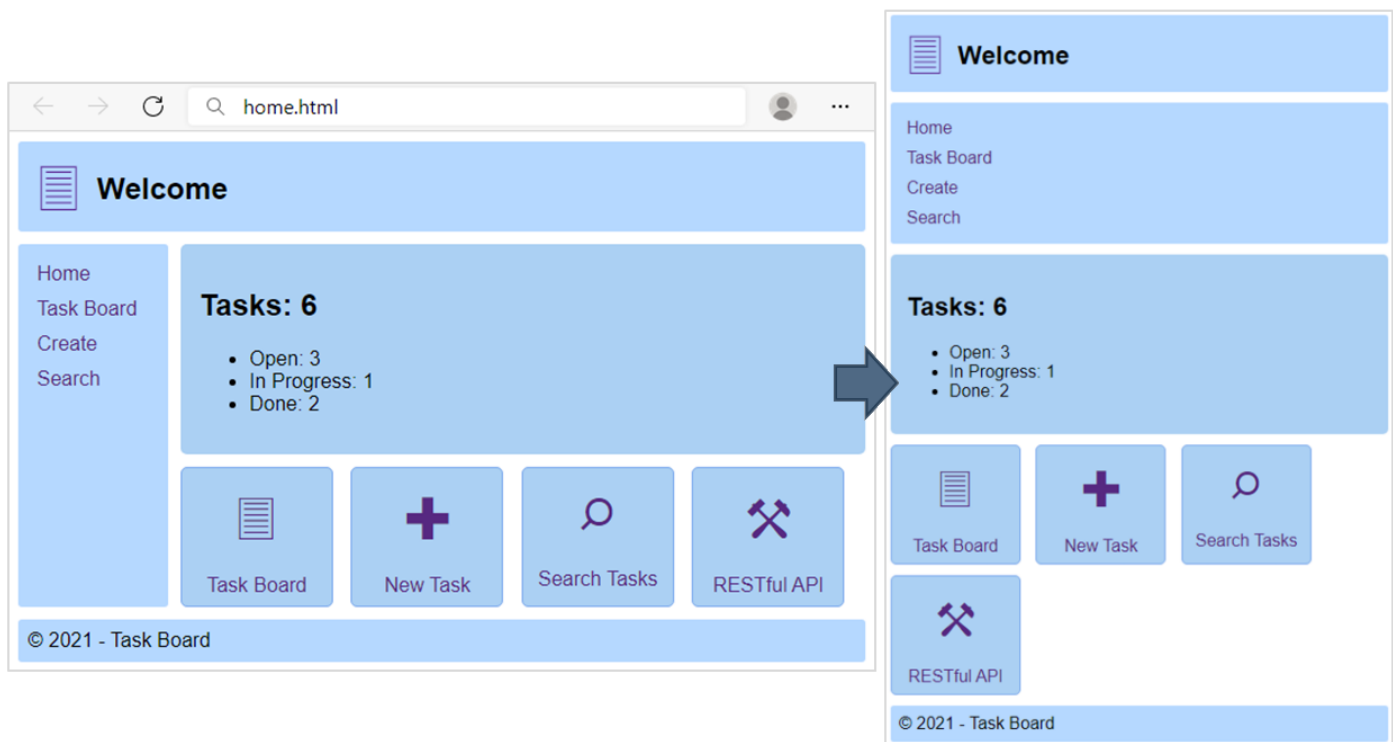 home.html
Welcome
Home
Task Board
Create
Search
Tasks: 6
Open: 3
In Progress: 1
Done: 2
Task Board
New Task
Search Tasks
RESTful API
© 2021 - Task Board
Welcome
Home
Task Board
Create
Search
Tasks: 6
Open: 3
In Progress: 1
Done: 2
Task Board
New Task
Search Tasks
RESTful API
© 2021 - Task Board